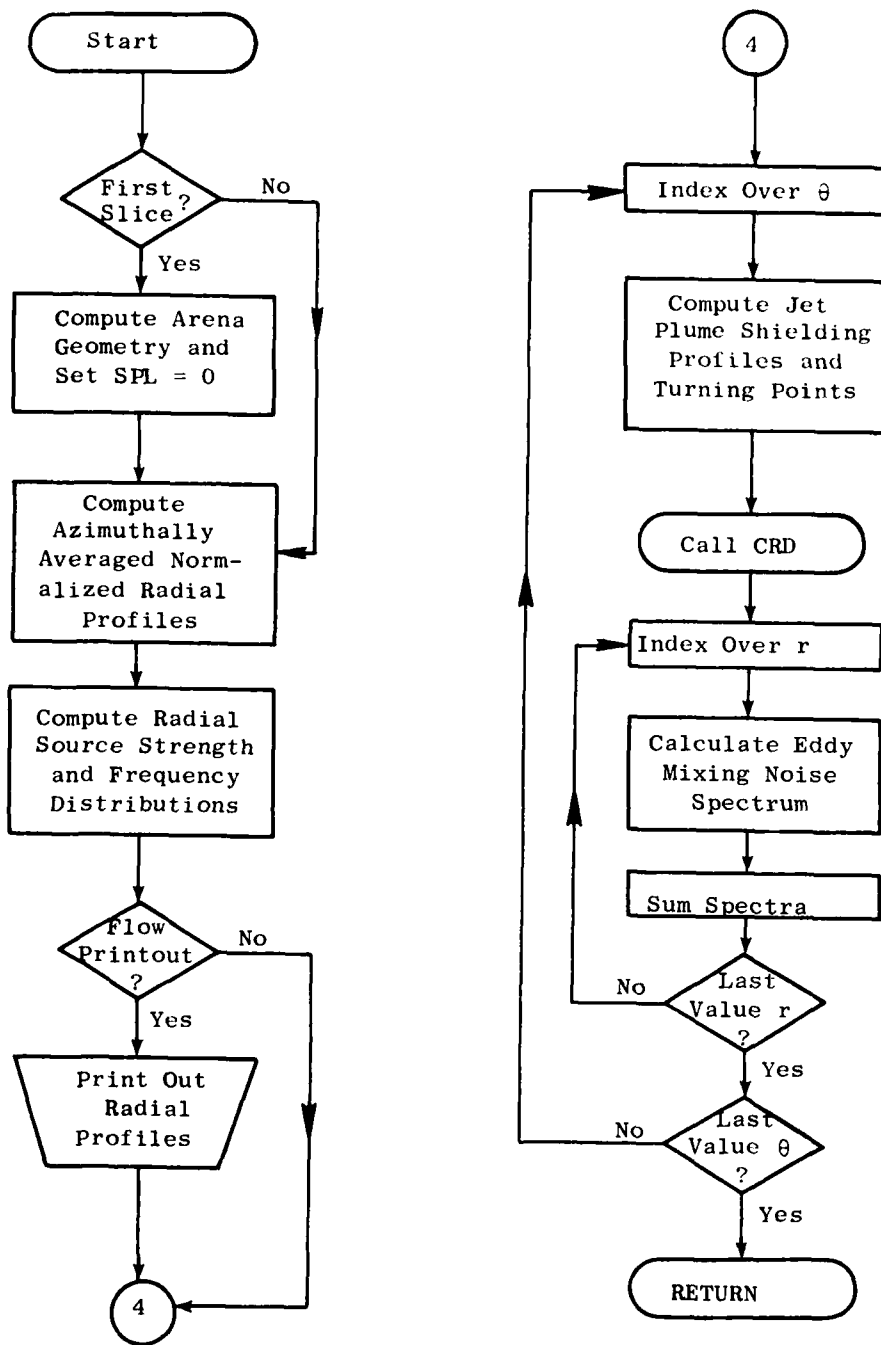 Start
First
Slice ?
No
Yes
Compute Arena
Geometry and
Set SPL = 0
Compute
Azimuthally
Averaged Norm-
alized Radial
Profiles
Compute Radial
Source Strength
and Frequency
Distributions
Flow
Printout
?
No
Yes
Print Out
Radial
Profiles
4
4
Index Over θ
Compute Jet
Plume Shielding
Profiles and
Turning Points
Call CRD
Index Over r
Calculate Eddy
Mixing Noise
Spectrum
Sum Spectra
Last
Value r
?
No
Yes
Last
Value θ
?
No
Yes
RETURN